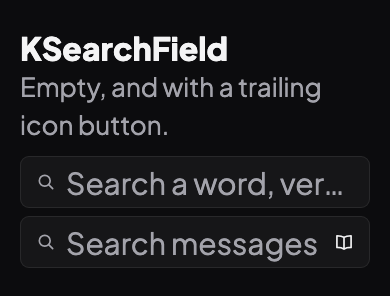 KSearchField
Empty, and with a trailing
icon button.
Search a word, ver...
Search messages